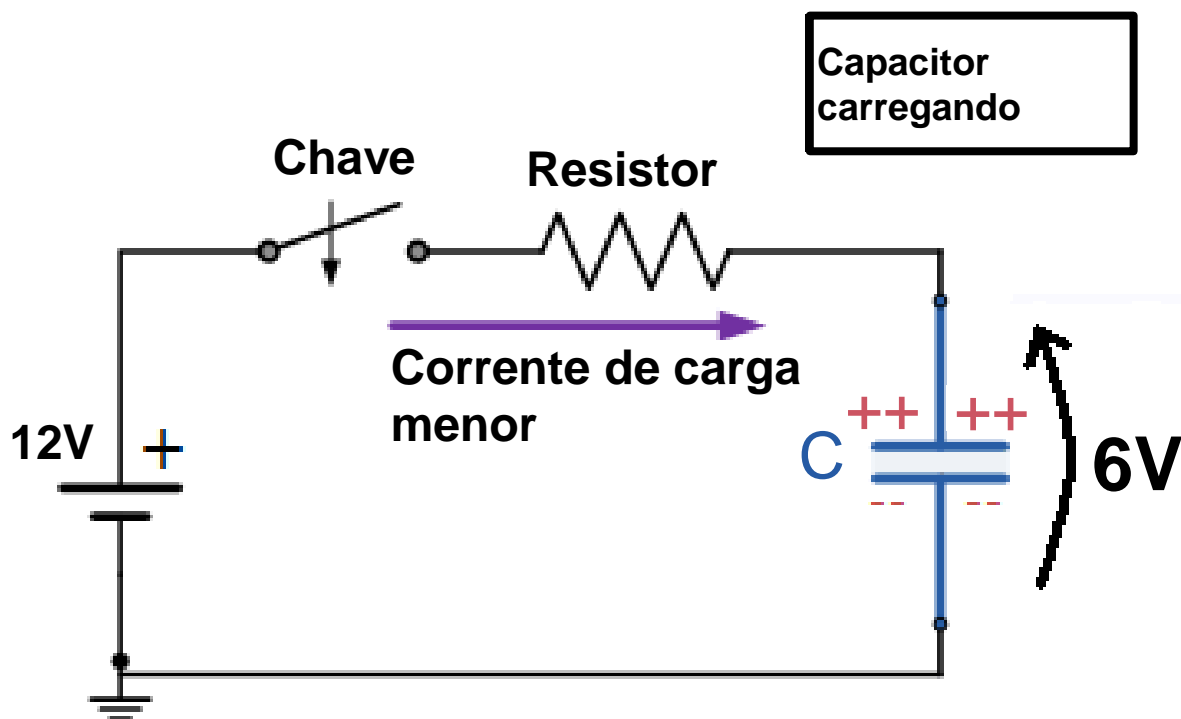 Capacitor
carregando
Chave
Resistor
Corrente de carga
menor
12V +
++ ++
C
6V
-- --